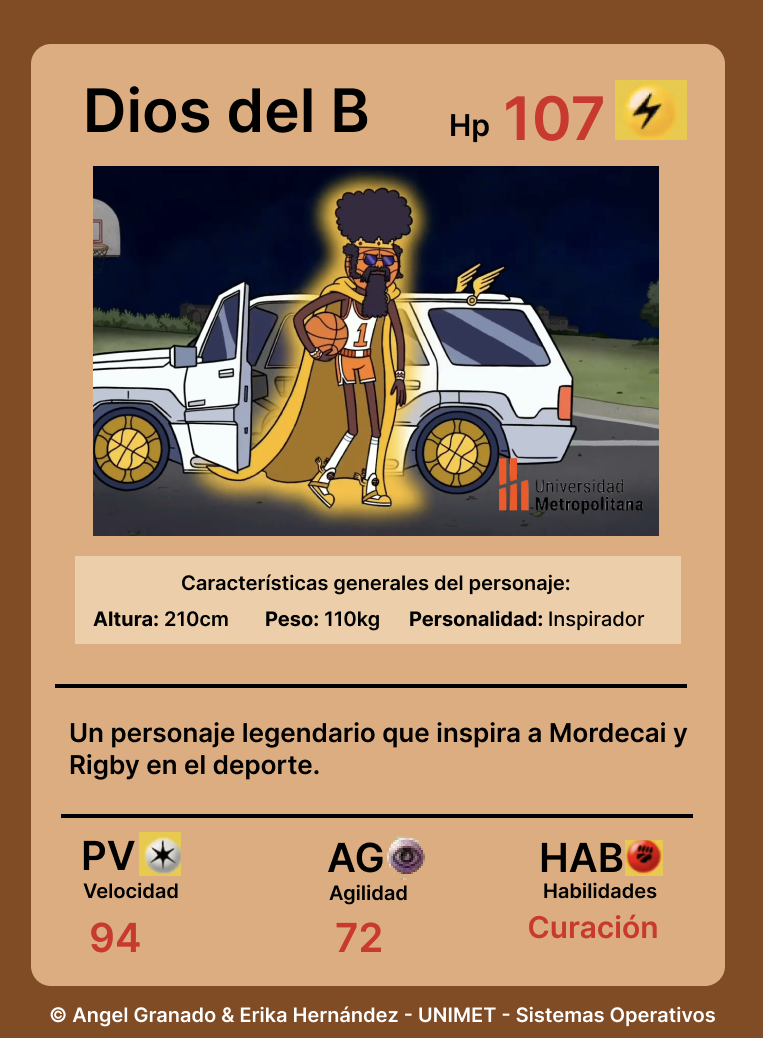 Dios del B
Hp 107
1
Universidad
Metropolitana
Características generales del personaje:
Altura: 210cm Peso: 110kg Personalidad: Inspirador
Un personaje legendario que inspira a Mordecai y
Rigby en el deporte.
PV AG HAB
Velocidad Agilidad Habilidades
94 72 Curación
© Angel Granado & Erika Hernández - UNIMET - Sistemas Operativos